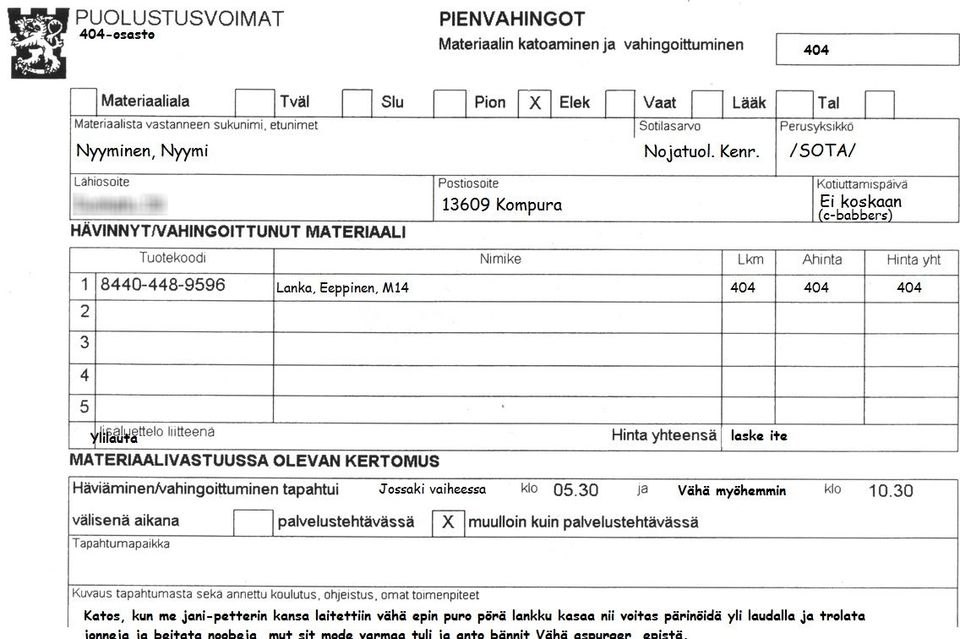 PUOLUSTUSVOIMAT
404-osasto
PIENVAHINGOT
Materiaalin katoaminen ja vahingoittuminen
404
Materiaaliala Tväl Slu Pion X Elek Vaat Lääk Tal
Materiaalista vastanneen sukunimi, etunimet Sotilasarvo Perusyksikkö
Nyyminen, Nyymi Nojatuol. Kenr. /SOTA/
Lähiosoite Postiosoite Kotiuttamispäivä
13609 Kompura Ei koskaan
(c-babbers)
HÄVINNYT/VAHINGOITTUNUT MATERIAALI
Tuotekoodi Nimike Lkm Ahinta Hinta yht
1 8440-448-9596 Lanka, Eeppinen, M14 404 404 404
2
3
4
5
Ylilauta lisäluettelo liitteenä Hinta yhteensä laske ite
MATERIAALIVASTUUSSA OLEVAN KERTOMUS
Häviäminen/vahingoittuminen tapahtui Jossaki vaiheessa klo 05.30 ja Vähä myöhemmin klo 10.30
välisenä aikana palvelustehtävässä X muulloin kuin palvelustehtävässä
Tapahtumapaikka
Kuvaus tapahtumasta sekä annettu koulutus, ohjeistus, omat toimenpiteet
Katos, kun me jani-petterin kansa laitettiin vähä epin puro pörä lankku kasaa nii voitas pärinöidä yli laudalla ja trolata
jonneja ja beitata noobeja, mut sit mode varmaa tuli ja anto bännit Vähä aspurger, epistä.